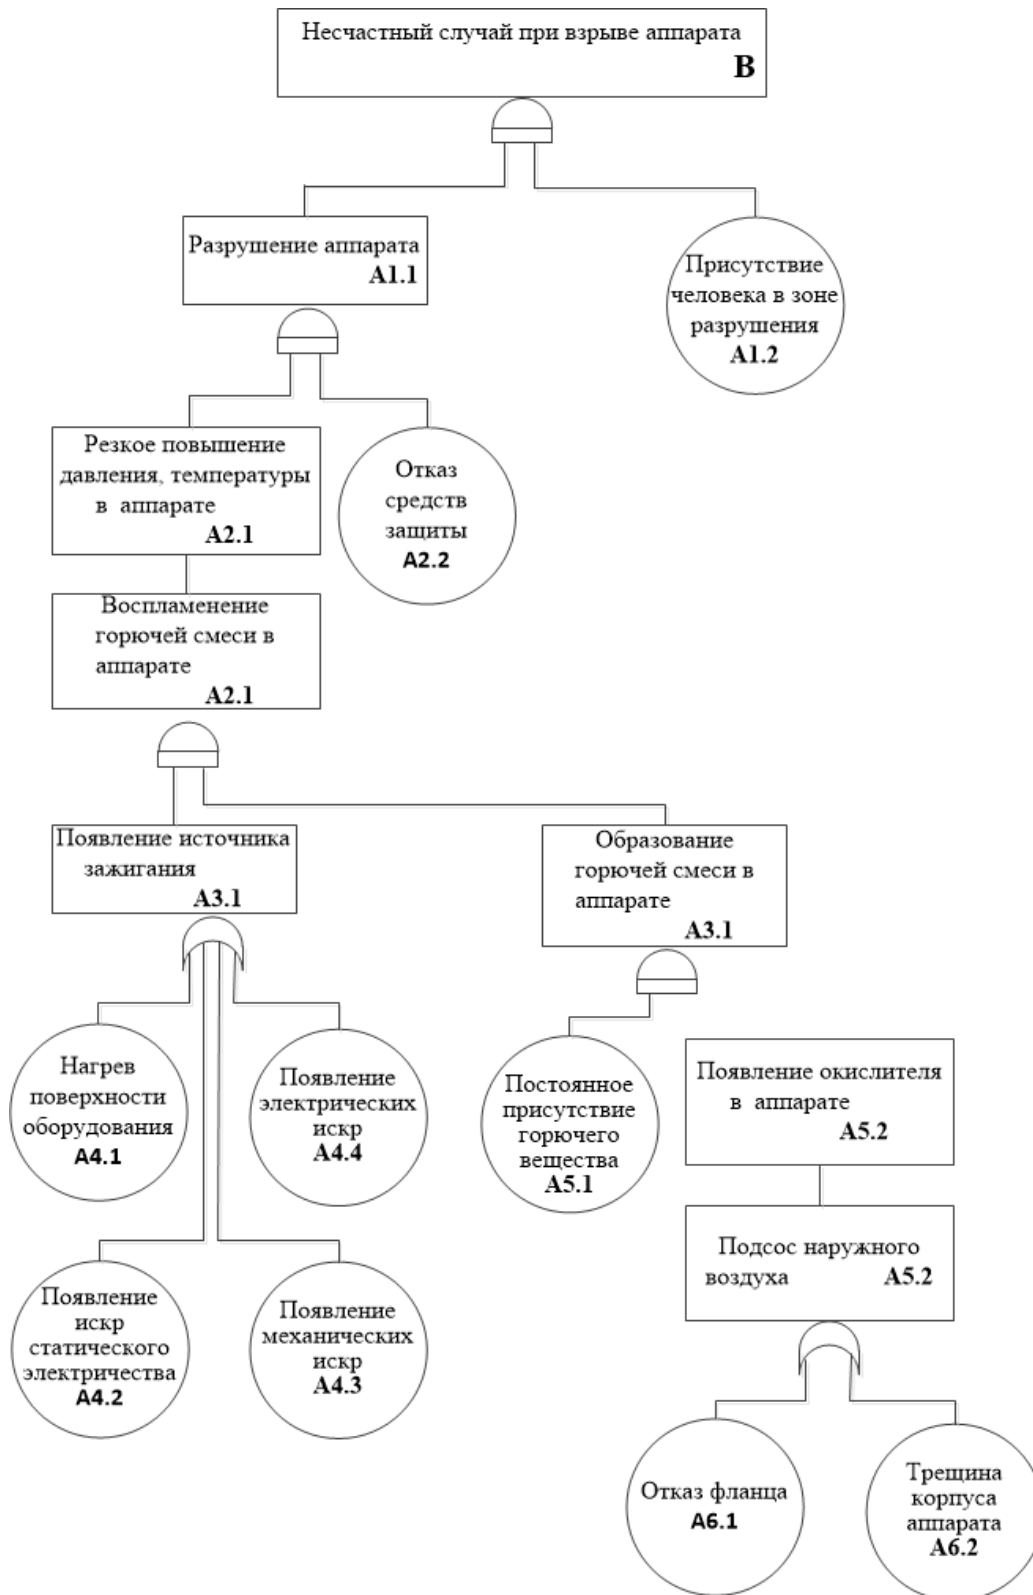 Несчастный случай при взрыве аппарата
В
Разрушение аппарата
А1.1
Присутствие
человека в зоне
разрушения
А1.2
Резкое повышение
давления, температуры
в аппарате
А2.1
Отказ
средств
защиты
А2.2
Воспламенение
горючей смеси в
аппарате
А2.1
Появление источника
зажигания
А3.1
Образование
горючей смеси в
аппарате
А3.1
Нагрев
поверхности
оборудования
А4.1
Появление
электрических
искр
А4.4
Постоянное
присутствие
горючего
вещества
А5.1
Появление окислителя
в аппарате
А5.2
Подсос наружного
воздуха А5.2
Появление
искр
статического
электричества
А4.2
Появление
механических
искр
А4.3
Отказ фланца
А6.1
Трещина
корпуса
аппарата
А6.2